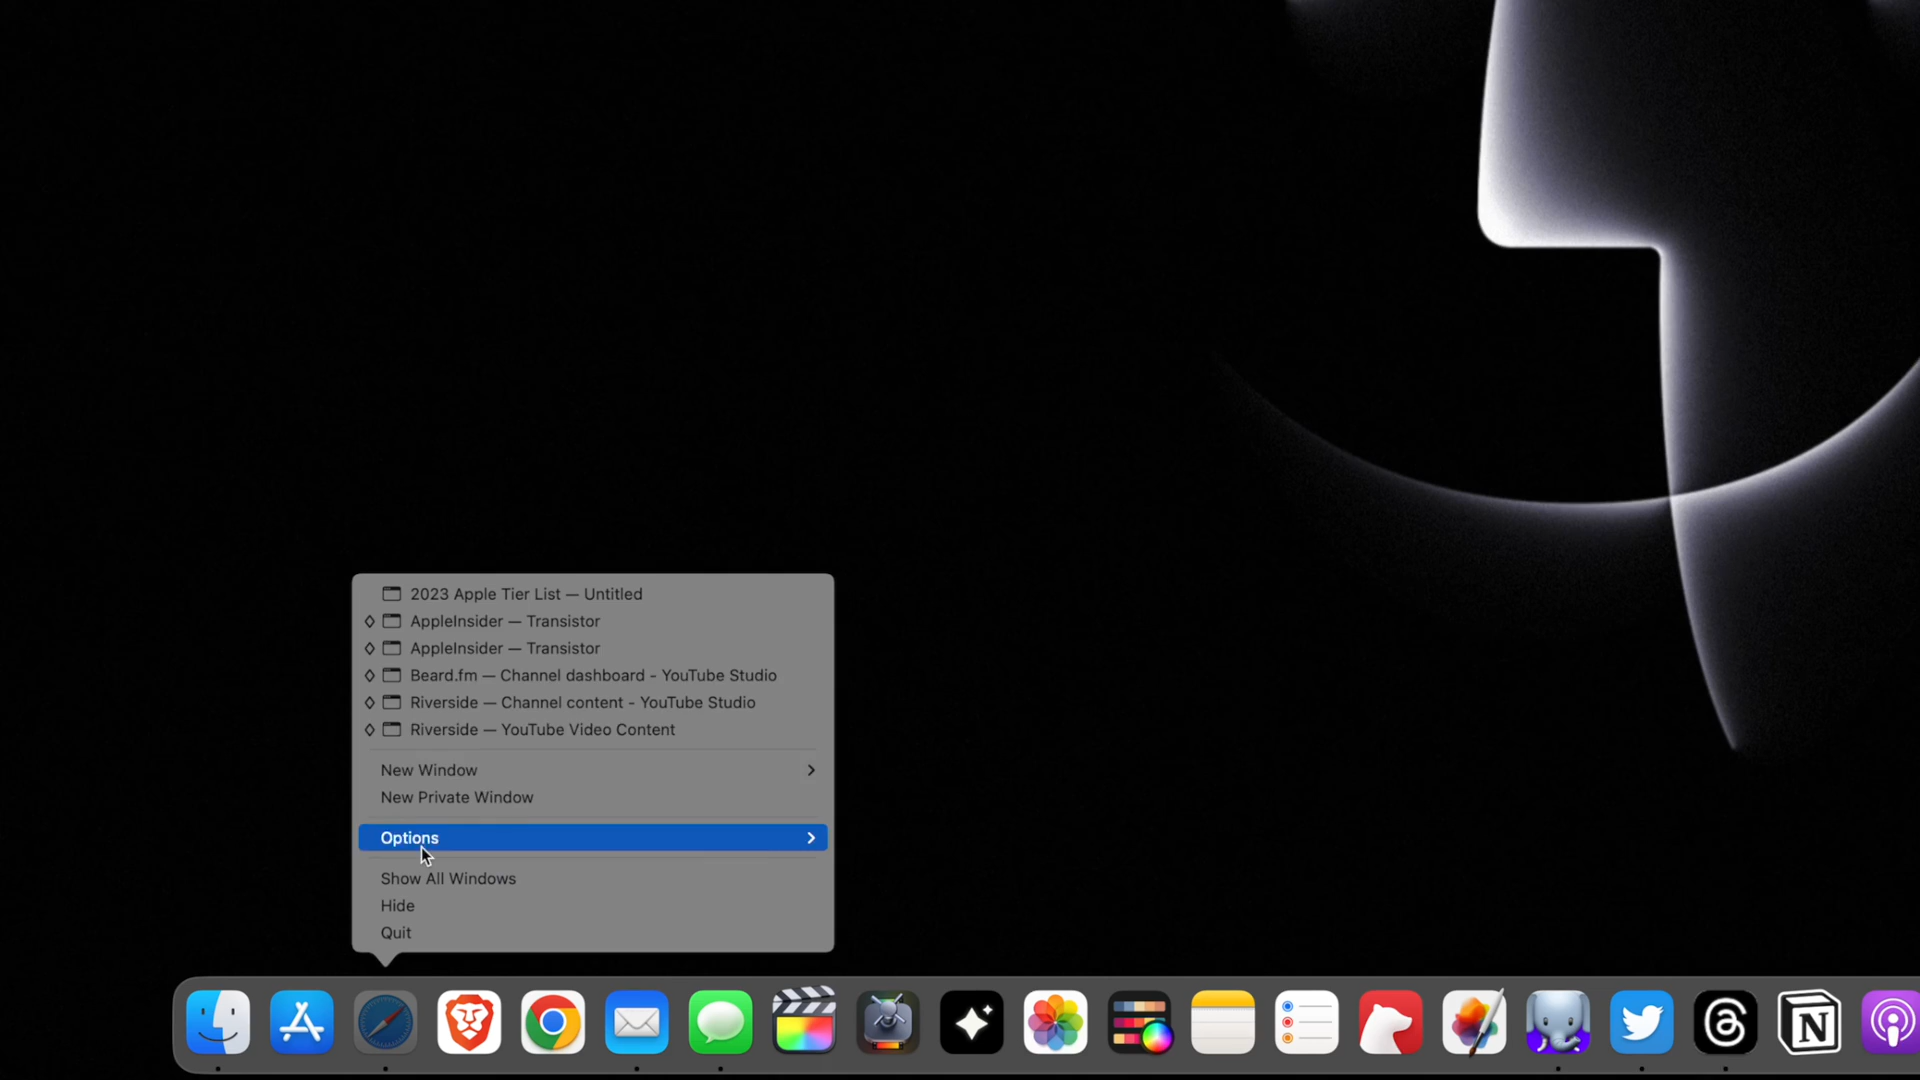 2023 Apple Tier List — Untitled
◇ AppleInsider — Transistor
◇ AppleInsider — Transistor
◇ Beard.fm — Channel dashboard - YouTube Studio
◇ Riverside — Channel content - YouTube Studio
◇ Riverside — YouTube Video Content
New Window
New Private Window
Options
Show All Windows
Hide
Quit